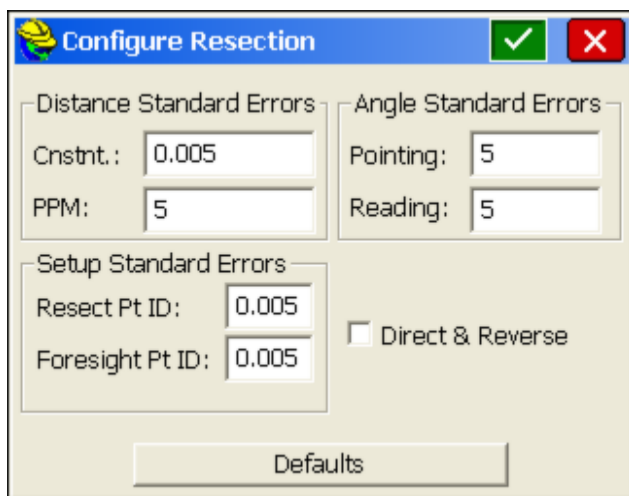 Configure Resection
Distance Standard Errors
Cnstnt.: 0.005
PPM: 5
Angle Standard Errors
Pointing: 5
Reading: 5
Setup Standard Errors
Resect Pt ID: 0.005
Foresight Pt ID: 0.005
Direct & Reverse
Defaults